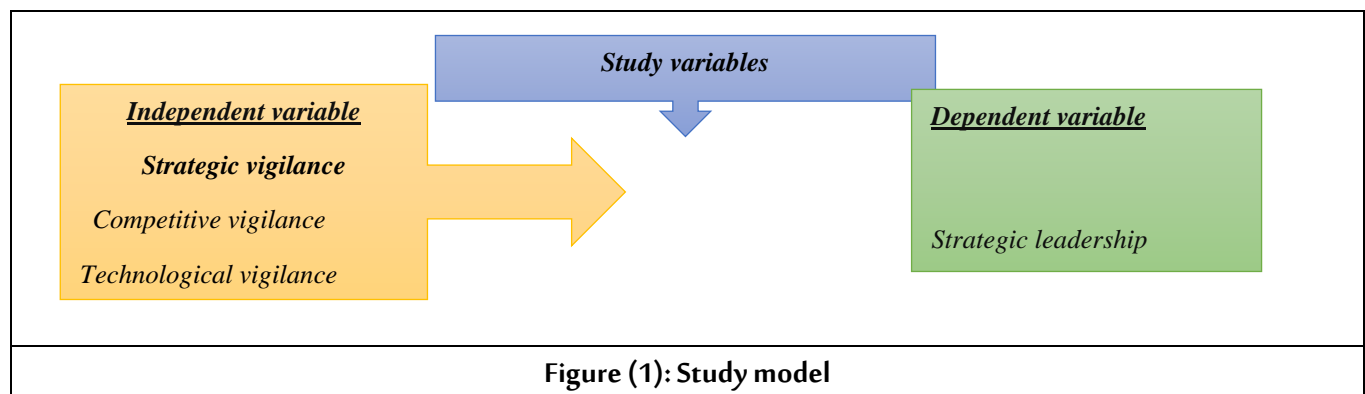 Study variables
Independent variable
Strategic vigilance
Competitive vigilance
Technological vigilance
Dependent variable
Strategic leadership
Figure (1): Study model